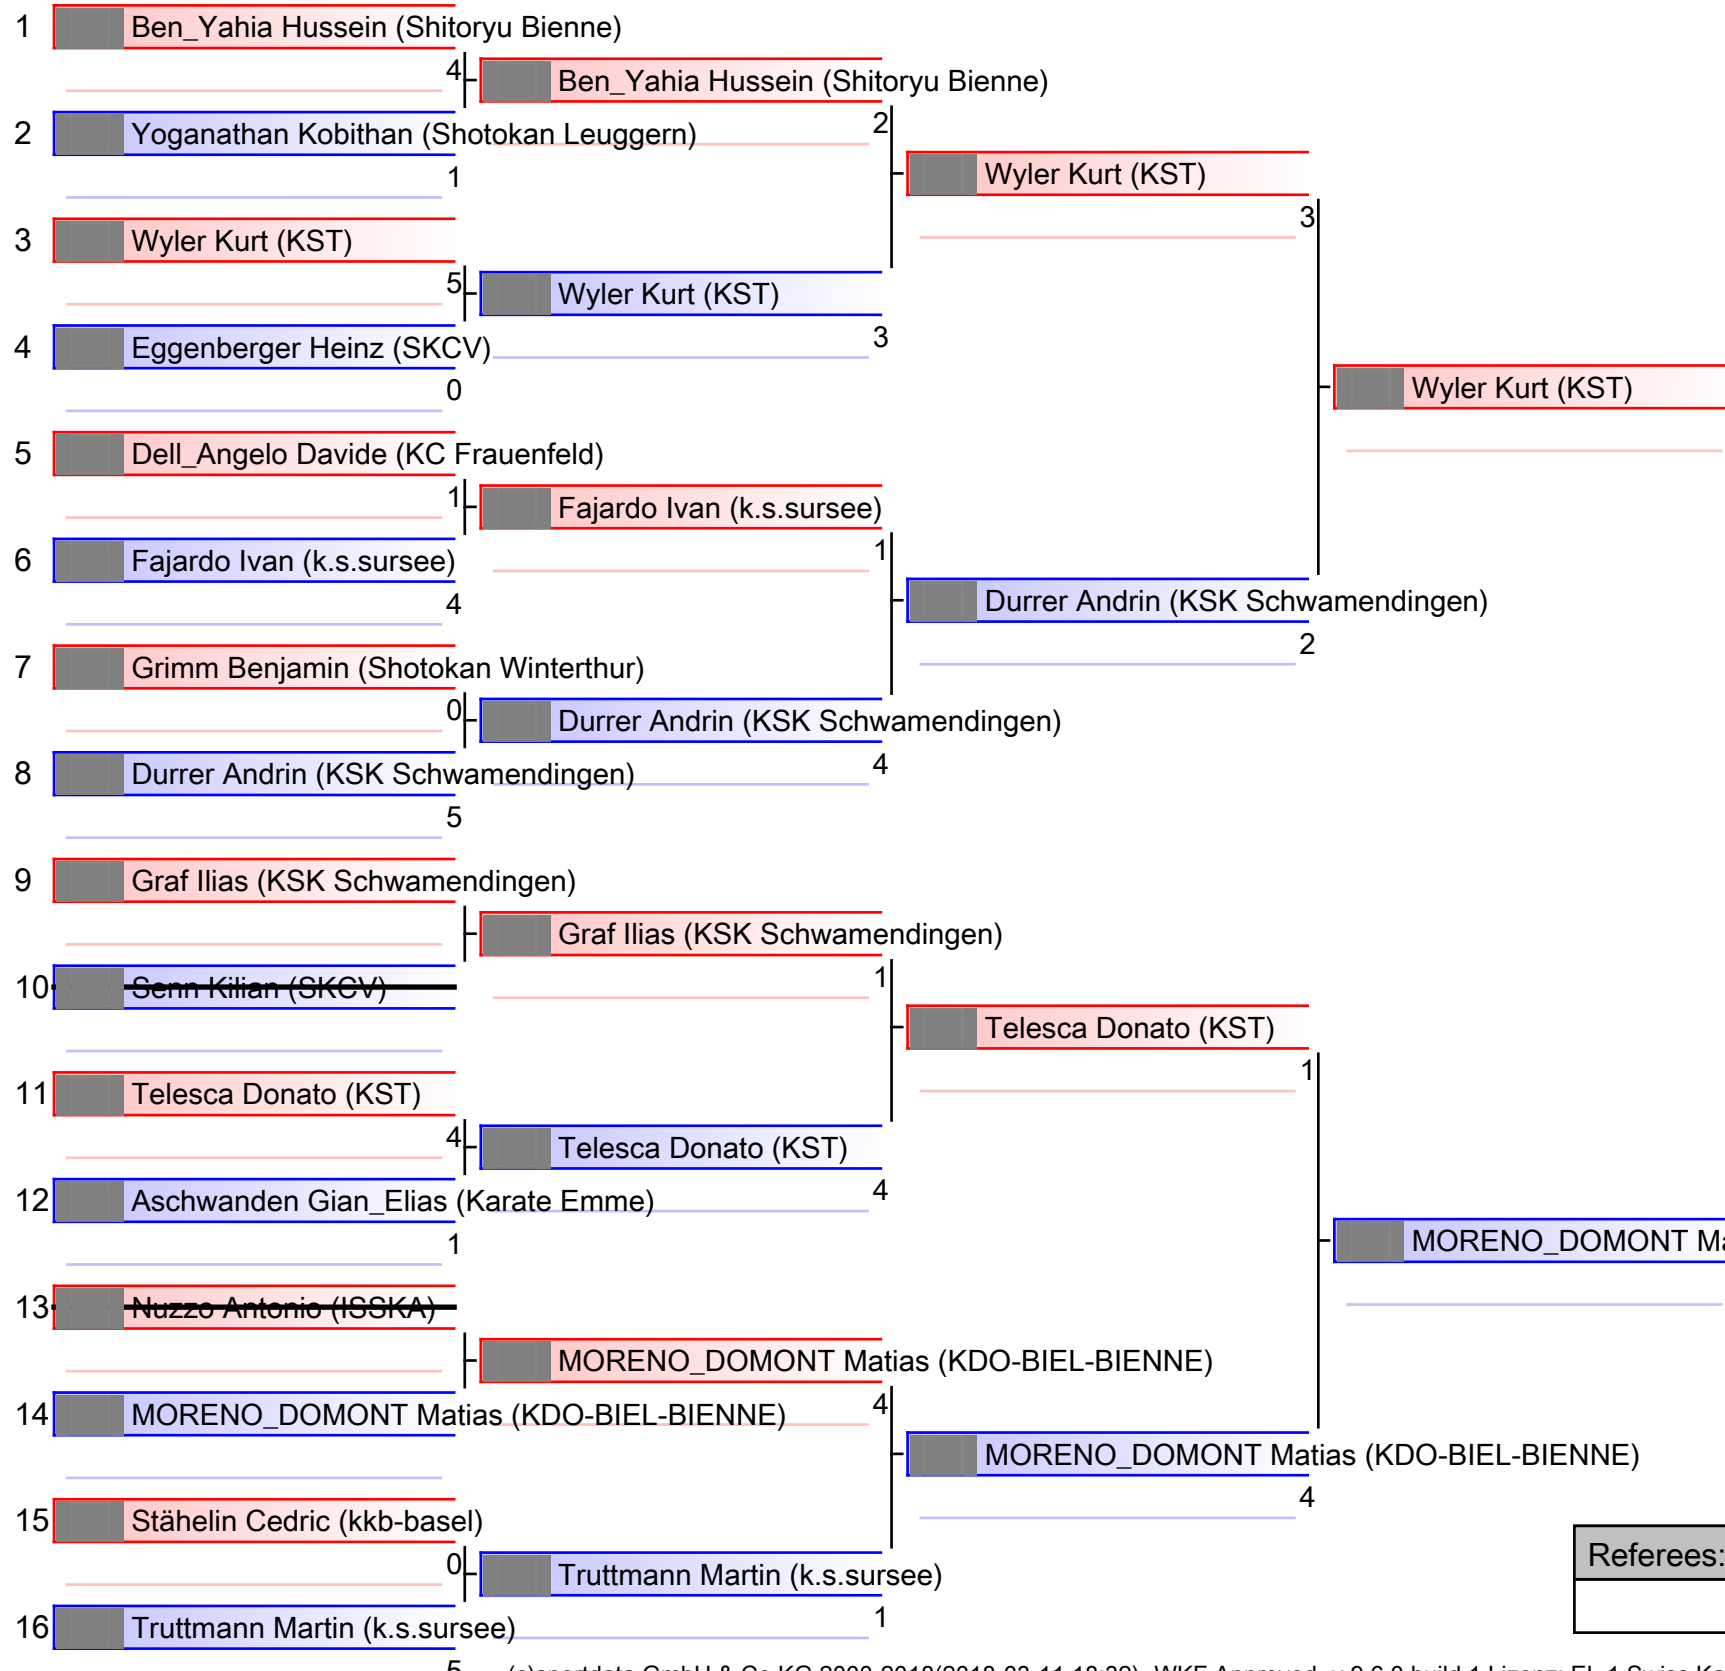 1 Ben_Yahia Hussein (Shitoryu Bienne)
4 Ben_Yahia Hussein (Shitoryu Bienne)
2 Yoganathan Kobithan (Shotokan Leuggern)
2
1
Wyler Kurt (KST)
3
3 Wyler Kurt (KST)
5 Wyler Kurt (KST)
3
4 Eggenberger Heinz (SKCV)
0
Wyler Kurt (KST)
5 Dell_Angelo Davide (KC Frauenfeld)
1 Fajardo Ivan (k.s.sursee)
1
6 Fajardo Ivan (k.s.sursee)
4
Durrer Andrin (KSK Schwamendingen)
2
7 Grimm Benjamin (Shotokan Winterthur)
0 Durrer Andrin (KSK Schwamendingen)
4
8 Durrer Andrin (KSK Schwamendingen)
5
9 Graf Ilias (KSK Schwamendingen)
Graf Ilias (KSK Schwamendingen)
1
10 Senn Kilian (SKCV)
Telesca Donato (KST)
1
11 Telesca Donato (KST)
4 Telesca Donato (KST)
4
12 Aschwanden Gian_Elias (Karate Emme)
1
MORENO_DOMONT
13 Nuzzo Antonio (ISSKA)
MORENO_DOMONT Matias (KDO-BIEL-BIENNE)
4
14 MORENO_DOMONT Matias (KDO-BIEL-BIENNE)
MORENO_DOMONT Matias (KDO-BIEL-BIENNE)
4
15 Stähelin Cedric (kkb-basel)
0 Truttmann Martin (k.s.sursee)
1
Referees:
16 Truttmann Martin (k.s.sursee)
5